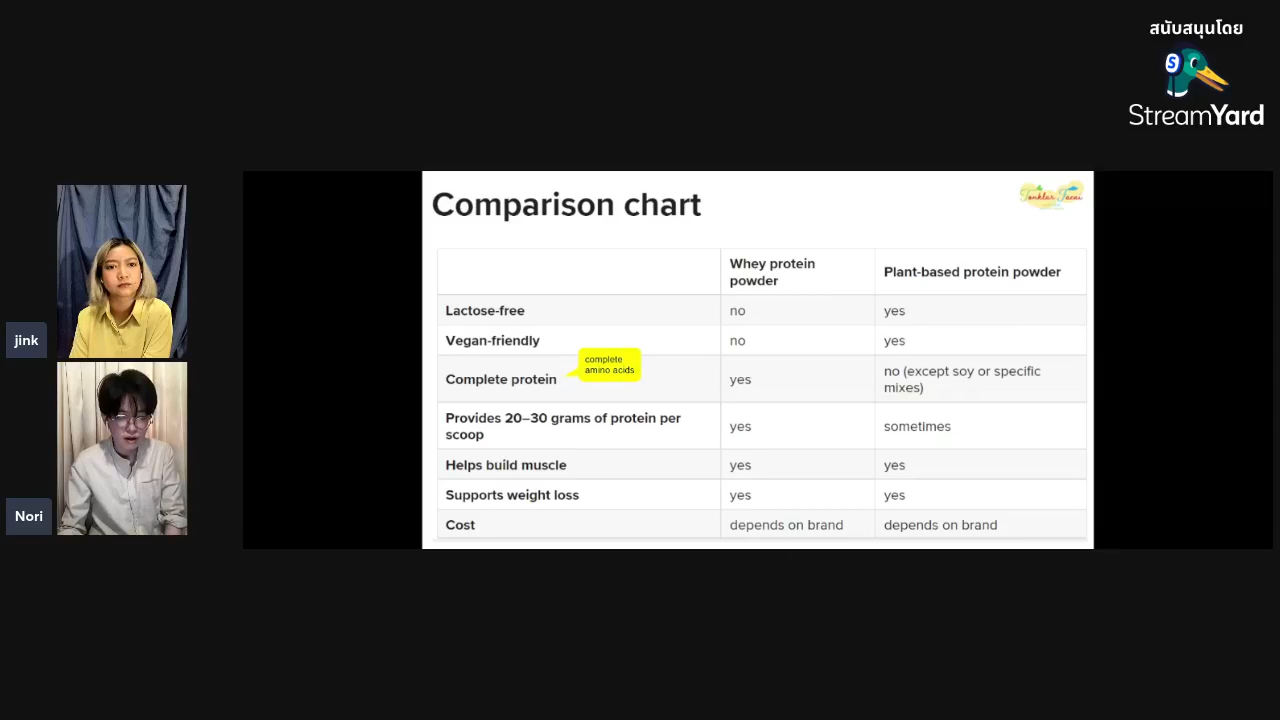 สนับสนุนโดย
S
StreamYard
Comparison chart
Tonklar Jacai
Whey protein
powder
Plant-based protein powder
Lactose-free
no
yes
Vegan-friendly
no
yes
complete
amino acids
Complete protein
yes
no (except soy or specific
mixes)
Provides 20–30 grams of protein per
scoop
yes
sometimes
Helps build muscle
yes
yes
Supports weight loss
yes
yes
Cost
depends on brand
depends on brand
jink
Nori